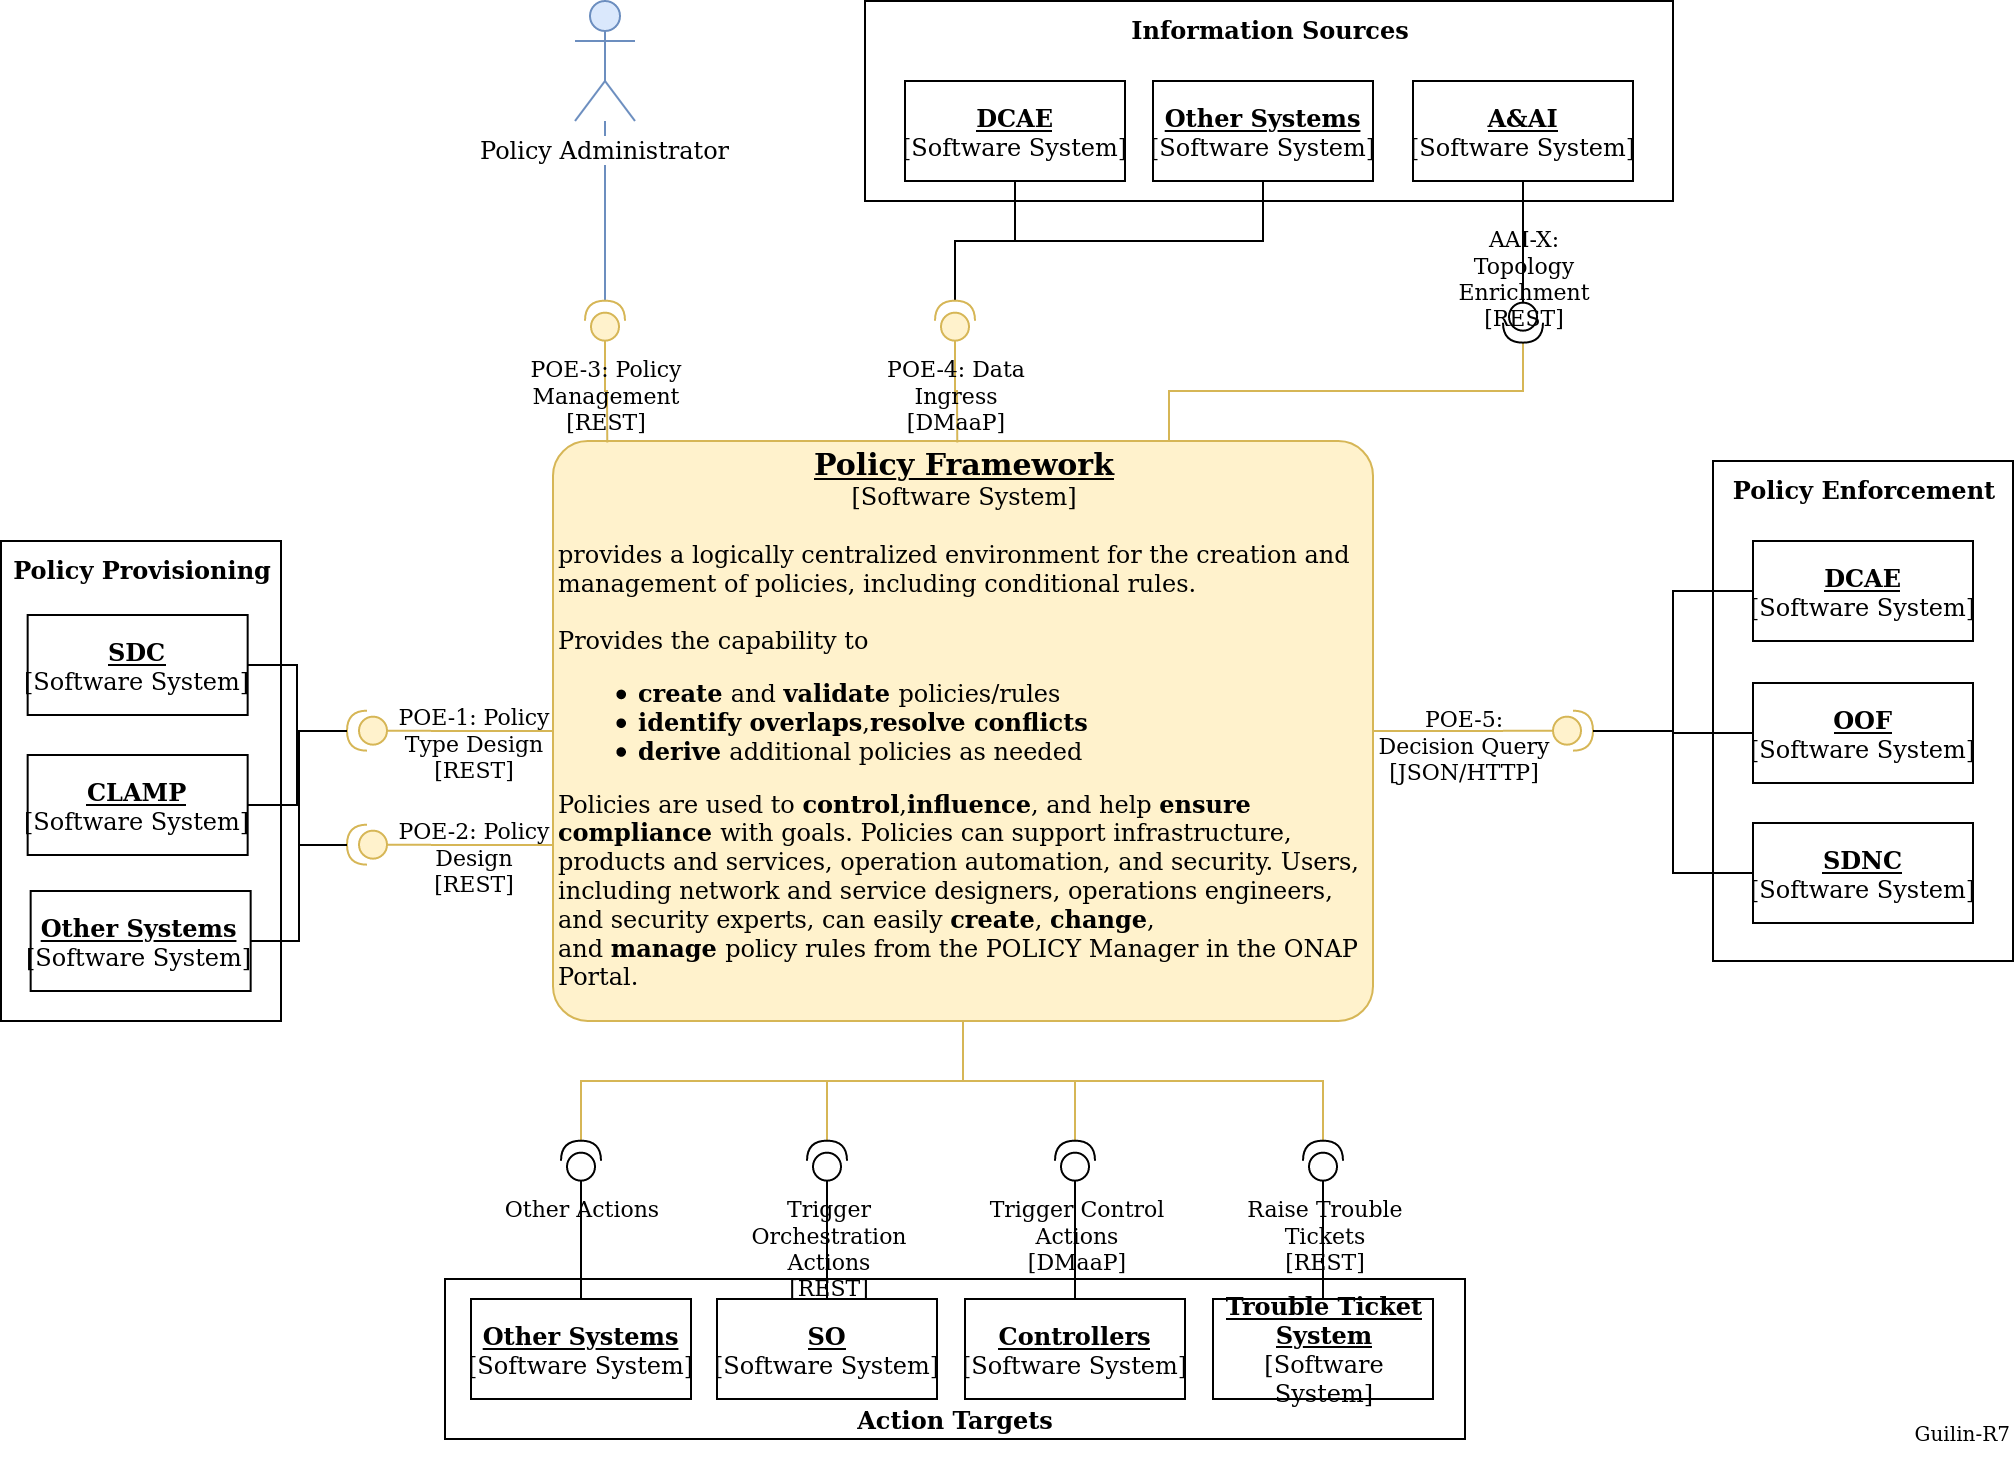 Policy Administrator
Information Sources
DCAE
[Software System]
Other Systems
[Software System]
A&AI
[Software System]
AAI-X:
Topology
Enrichment
[REST]
POE-3: Policy
Management
[REST]
POE-4: Data
Ingress
[DMaaP]
Policy Framework
[Software System]
provides a logically centralized environment for the creation and
management of policies, including conditional rules.
Provides the capability to
• create and validate policies/rules
• identify overlaps,resolve conflicts
• derive additional policies as needed
Policies are used to control,influence, and help ensure
compliance with goals. Policies can support infrastructure,
products and services, operation automation, and security. Users,
including network and service designers, operations engineers,
and security experts, can easily create, change,
and manage policy rules from the POLICY Manager in the ONAP
Portal.
Policy Provisioning
SDC
[Software System]
CLAMP
[Software System]
Other Systems
[Software System]
POE-1: Policy
Type Design
[REST]
POE-2: Policy
Design
[REST]
POE-5:
Decision Query
[JSON/HTTP]
Policy Enforcement
DCAE
[Software System]
OOF
[Software System]
SDNC
[Software System]
Other Actions
Trigger
Orchestration
Actions
[REST]
Trigger Control
Actions
[DMaaP]
Raise Trouble
Tickets
[REST]
Other Systems
[Software System]
SO
[Software System]
Controllers
[Software System]
Trouble Ticket
System
[Software
System]
Action Targets
Guilin-R7